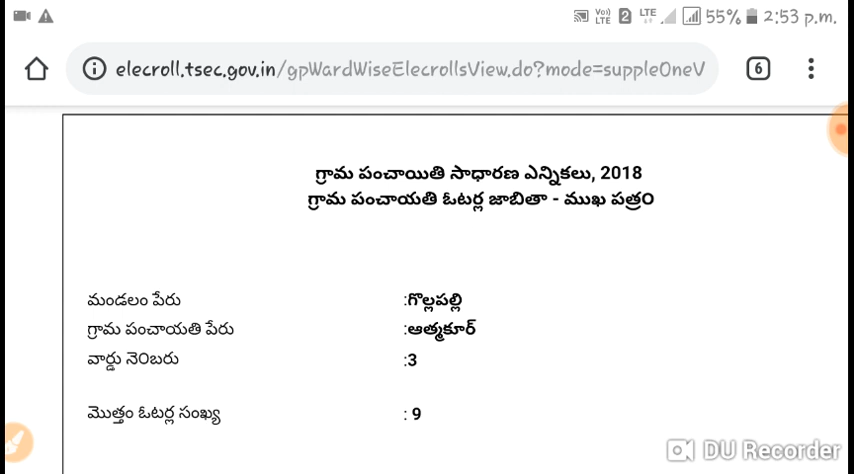 Vo)) LTE 2 LTE 55% 2:53 p.m.
elecroll.tsec.gov.in/gpWardWiseElecrollsView.do?mode=suppleOneV 6
గ్రామ పంచాయితి సాధారణ ఎన్నికలు, 2018
గ్రామ పంచాయతి ఓటర్ల జాబితా - ముఖ పత్రం
మండలం పేరు :గొల్లపల్లి
గ్రామ పంచాయతి పేరు :ఆత్మకూర్
వార్డు నెంబరు :3
మొత్తం ఓటర్ల సంఖ్య : 9
DU Recorder